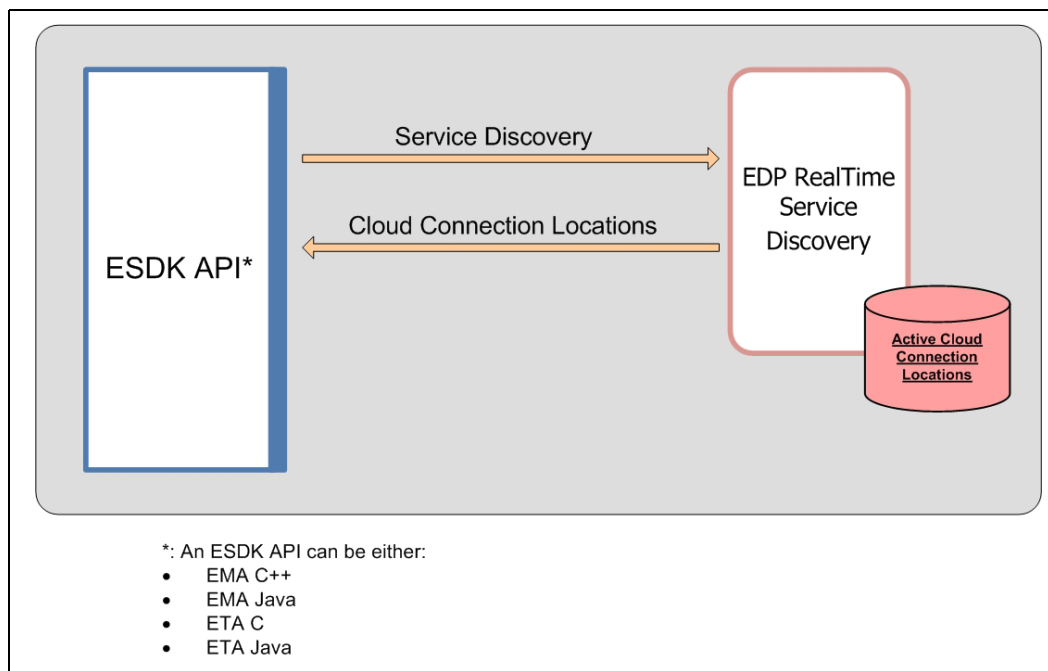 Service Discovery
Cloud Connection Locations
ESDK API*
EDP RealTime
Service
Discovery
Active Cloud
Connection
Locations
*: An ESDK API can be either:
• EMA C++
• EMA Java
• ETA C
• ETA Java